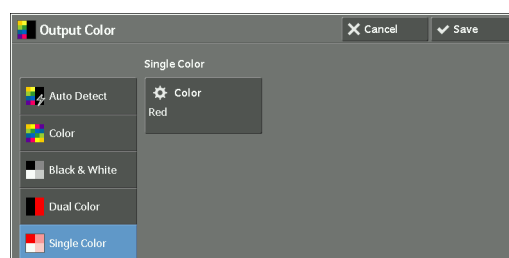 Output Color
Cancel
Save
Single Color
Auto Detect
Color
Red
Color
Black & White
Dual Color
Single Color